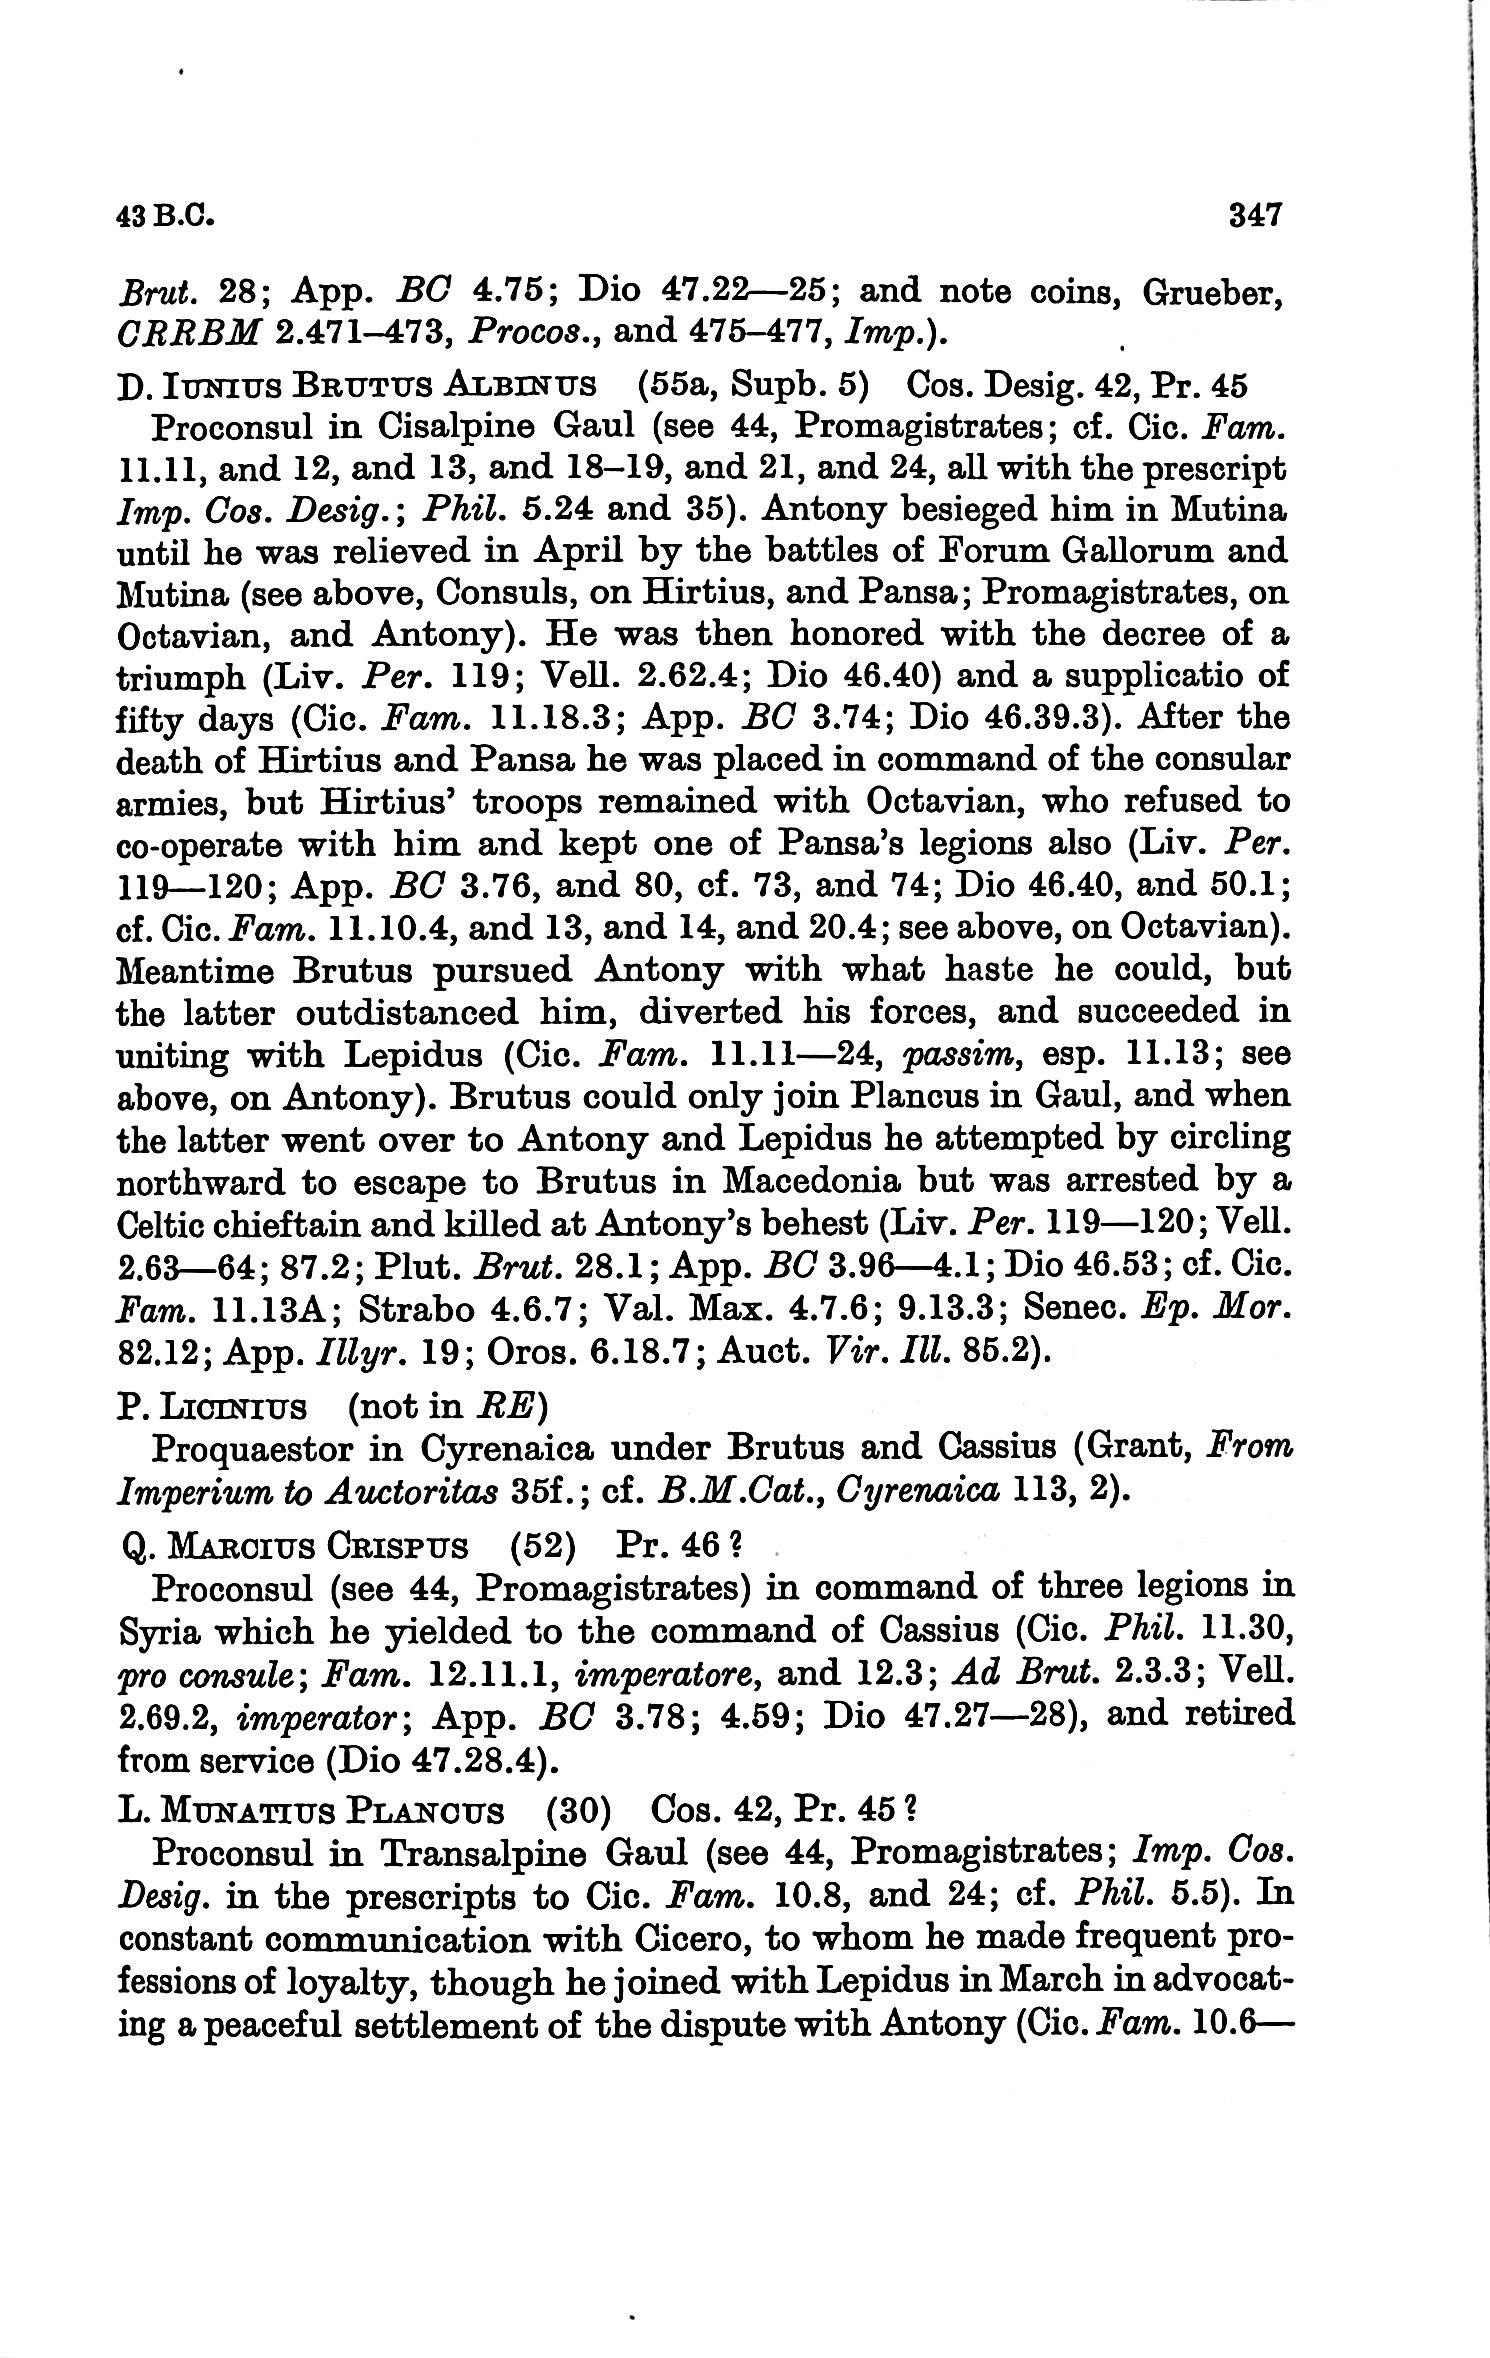 43 B.C. 347
Brut. 28; App. BC 4.75; Dio 47.22—25; and note coins, Grueber,
CRRBM 2.471–473, Procos., and 475–477, Imp.).
D. IUNIUS BRUTUS ALBINUS (55a, Supb. 5) Cos. Desig. 42, Pr. 45
Proconsul in Cisalpine Gaul (see 44, Promagistrates; cf. Cic. Fam.
11.11, and 12, and 13, and 18–19, and 21, and 24, all with the prescript
Imp. Cos. Desig.; Phil. 5.24 and 35). Antony besieged him in Mutina
until he was relieved in April by the battles of Forum Gallorum and
Mutina (see above, Consuls, on Hirtius, and Pansa; Promagistrates, on
Octavian, and Antony). He was then honored with the decree of a
triumph (Liv. Per. 119; Vell. 2.62.4; Dio 46.40) and a supplicatio of
fifty days (Cic. Fam. 11.18.3; App. BC 3.74; Dio 46.39.3). After the
death of Hirtius and Pansa he was placed in command of the consular
armies, but Hirtius' troops remained with Octavian, who refused to
co-operate with him and kept one of Pansa's legions also (Liv. Per.
119—120; App. BC 3.76, and 80, cf. 73, and 74; Dio 46.40, and 50.1;
cf. Cic. Fam. 11.10.4, and 13, and 14, and 20.4; see above, on Octavian).
Meantime Brutus pursued Antony with what haste he could, but
the latter outdistanced him, diverted his forces, and succeeded in
uniting with Lepidus (Cic. Fam. 11.11—24, passim, esp. 11.13; see
above, on Antony). Brutus could only join Plancus in Gaul, and when
the latter went over to Antony and Lepidus he attempted by circling
northward to escape to Brutus in Macedonia but was arrested by a
Celtic chieftain and killed at Antony's behest (Liv. Per. 119—120; Vell.
2.63—64; 87.2; Plut. Brut. 28.1; App. BC 3.96—4.1; Dio 46.53; cf. Cic.
Fam. 11.13A; Strabo 4.6.7; Val. Max. 4.7.6; 9.13.3; Senec. Ep. Mor.
82.12; App. Illyr. 19; Oros. 6.18.7; Auct. Vir. Ill. 85.2).
P. LICINIUS (not in RE)
Proquaestor in Cyrenaica under Brutus and Cassius (Grant, From
Imperium to Auctoritas 35f.; cf. B.M.Cat., Cyrenaica 113, 2).
Q. MARCIUS CRISPUS (52) Pr. 46 ?
Proconsul (see 44, Promagistrates) in command of three legions in
Syria which he yielded to the command of Cassius (Cic. Phil. 11.30,
pro consule; Fam. 12.11.1, imperatore, and 12.3; Ad Brut. 2.3.3; Vell.
2.69.2, imperator; App. BC 3.78; 4.59; Dio 47.27—28), and retired
from service (Dio 47.28.4).
L. MUNATIUS PLANCUS (30) Cos. 42, Pr. 45 ?
Proconsul in Transalpine Gaul (see 44, Promagistrates; Imp. Cos.
Desig. in the prescripts to Cic. Fam. 10.8, and 24; cf. Phil. 5.5). In
constant communication with Cicero, to whom he made frequent pro-
fessions of loyalty, though he joined with Lepidus in March in advocat-
ing a peaceful settlement of the dispute with Antony (Cic. Fam. 10.6—